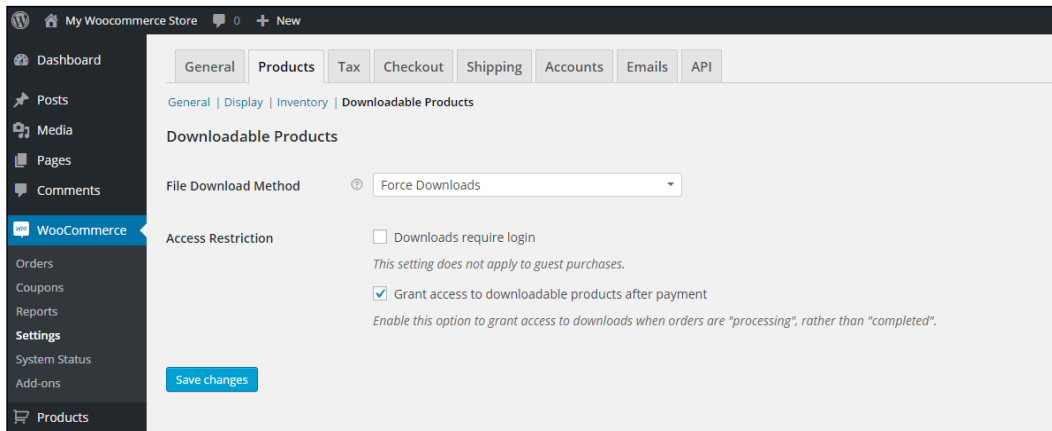 My Woocommerce Store 0 New
Dashboard
Posts
Media
Pages
Comments
WooCommerce
Orders
Coupons
Reports
Settings
System Status
Add-ons
Products
General Products Tax Checkout Shipping Accounts Emails API
General | Display | Inventory | Downloadable Products
Downloadable Products
File Download Method ? Force Downloads
Access Restriction Downloads require login
This setting does not apply to guest purchases.
Grant access to downloadable products after payment
Enable this option to grant access to downloads when orders are "processing", rather than "completed".
Save changes